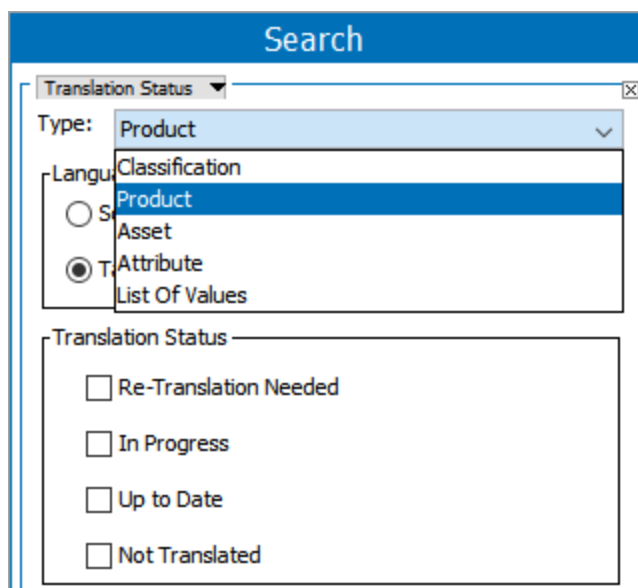 Search
Translation Status
Type: Product
Classification
Product
Asset
Attribute
List Of Values
Translation Status
Re-Translation Needed
In Progress
Up to Date
Not Translated